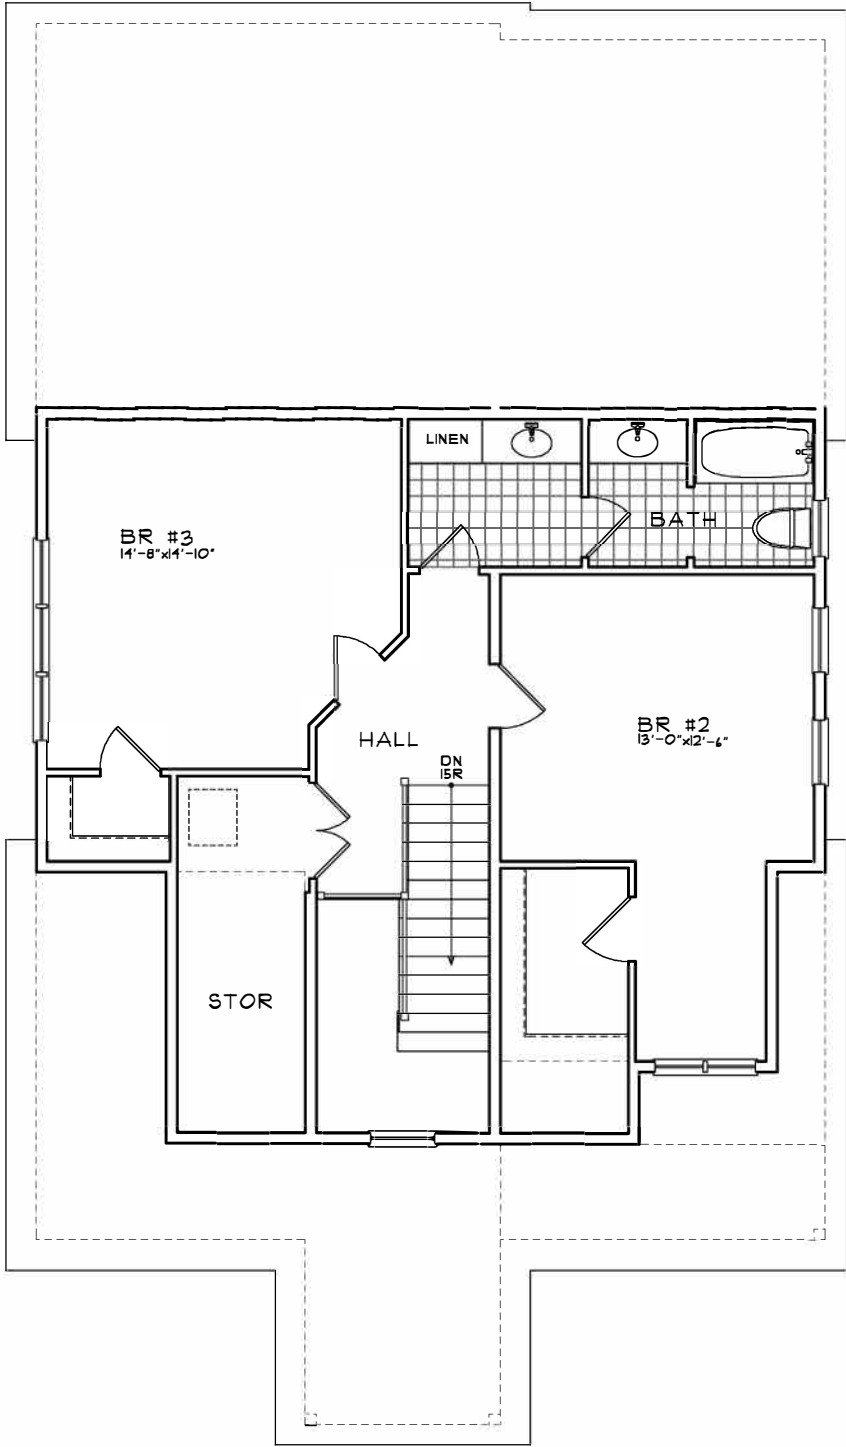 LINEN
BATH
BR #3
14'-8"x14'-10"
BR #2
13'-0"x12'-6"
HALL
DN
15R
STOR